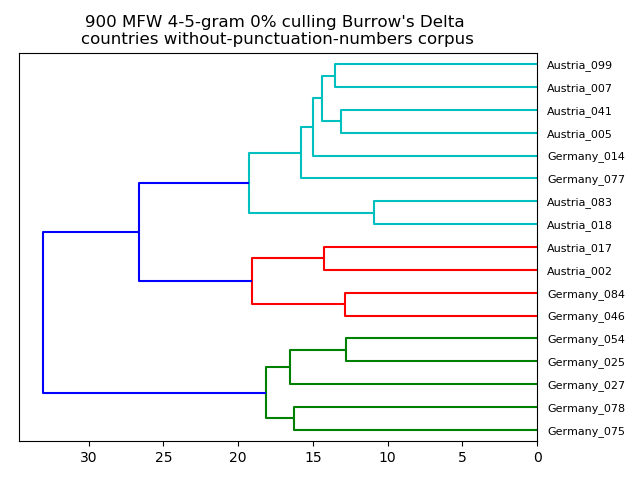 900 MFW 4-5-gram 0% culling Burrow's Delta
countries without-punctuation-numbers corpus
Austria_099
Austria_007
Austria_041
Austria_005
Germany_014
Germany_077
Austria_083
Austria_018
Austria_017
Austria_002
Germany_084
Germany_046
Germany_054
Germany_025
Germany_027
Germany_078
Germany_075
30 25 20 15 10 5 0